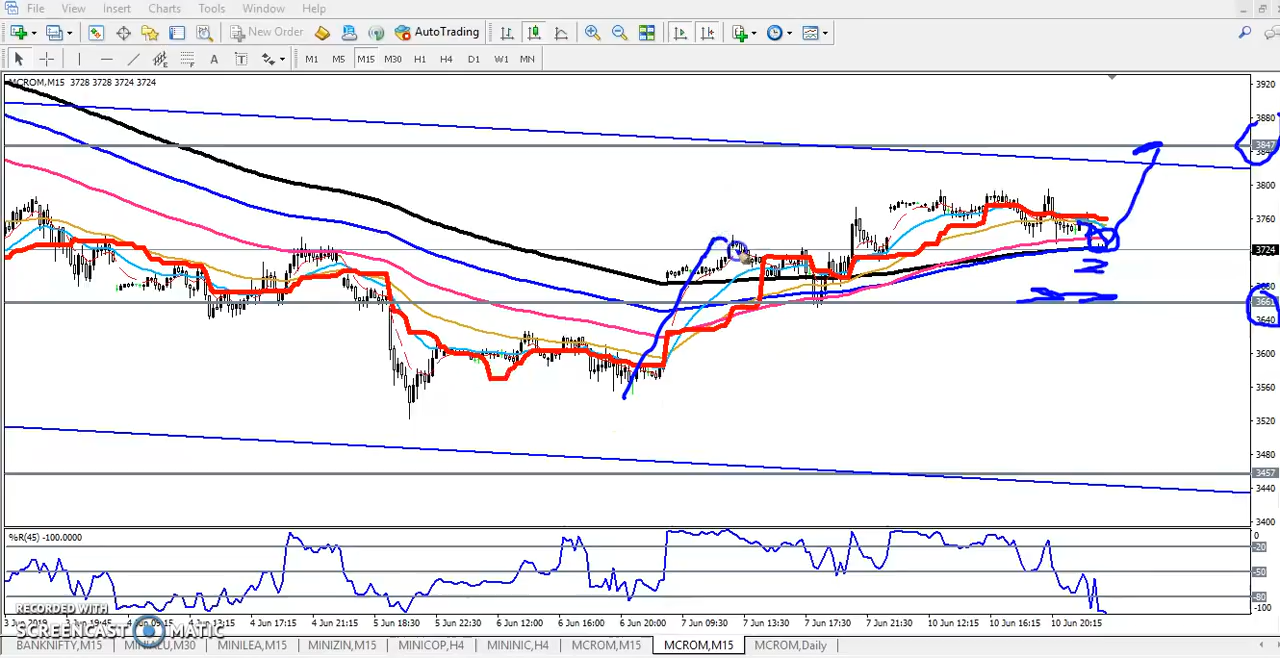 File View Insert Charts Tools Window Help
New Order AutoTrading
A T M1 M5 M15 M30 H1 H4 D1 W1 MN
MCROM,M15 3728 3728 3724 3724
3920
3880
3847
3800
3760
3724
3661
3640
3600
3560
3520
3480
3457
3440
3400
%R(45) -100.0000
0
-20
-50
-80
-100
4 Jun 17:15 4 Jun 21:15 5 Jun 18:30 5 Jun 22:30 6 Jun 12:00 6 Jun 16:00 6 Jun 20:00 7 Jun 09:30 7 Jun 13:30 7 Jun 17:30 7 Jun 21:30 10 Jun 12:15 10 Jun 16:15 10 Jun 20:15
RECORDED WITH
SCREENCAST MATIC
BANKNIFTY,M15 MINIALU,M30 MINILEA,M15 MINIZIN,M15 MINICOP,H4 MININIC,H4 MCROM,M15 MCROM,M15 MCROM,Daily